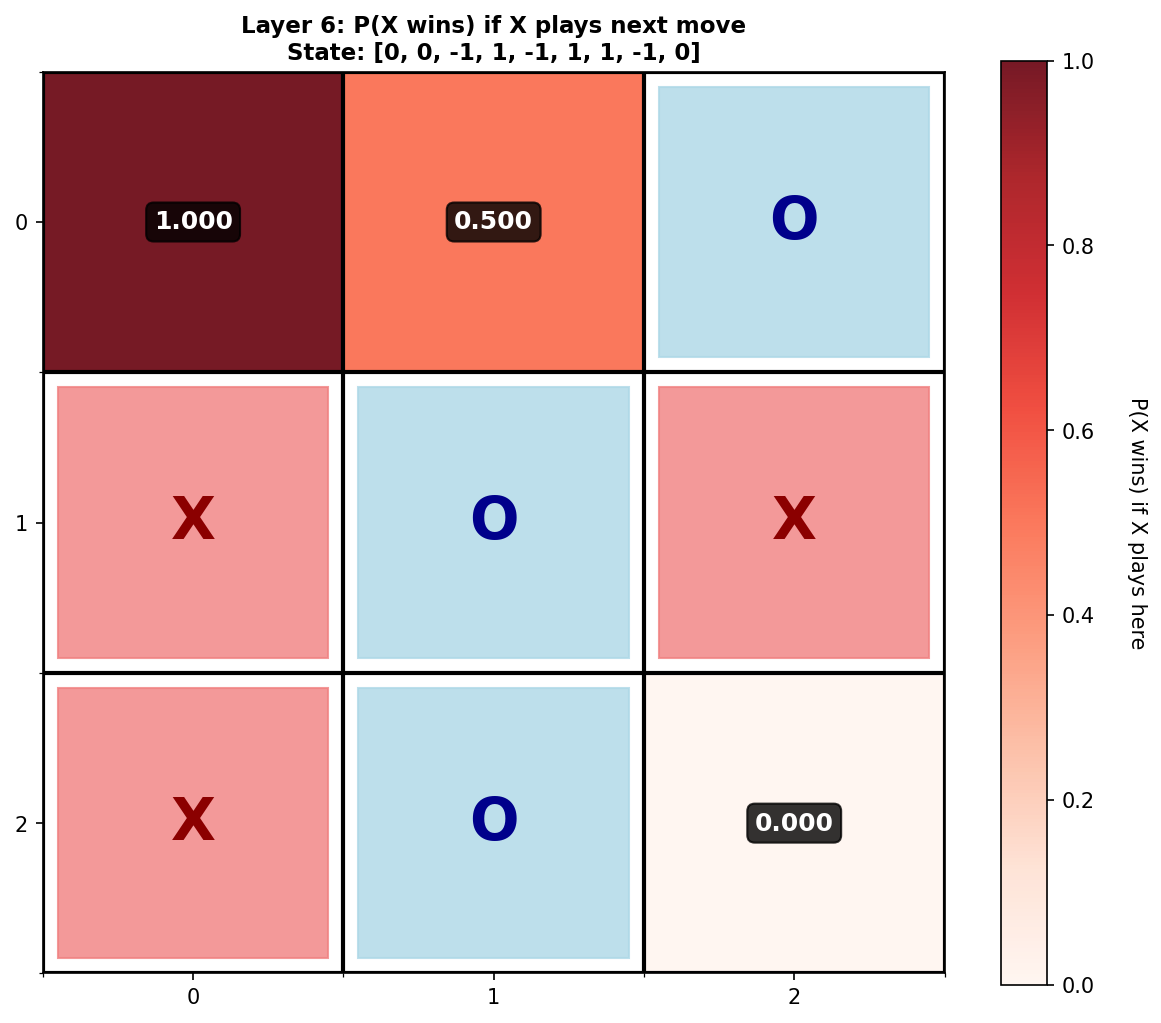 Layer 6: P(X wins) if X plays next move
State: [0, 0, -1, 1, -1, 1, 1, -1, 0]
1.000
0.500
O
X
O
X
X
O
0.000
0
1
2
0
1
2
1.0
0.8
0.6
0.4
0.2
0.0
P(X wins) if X plays here